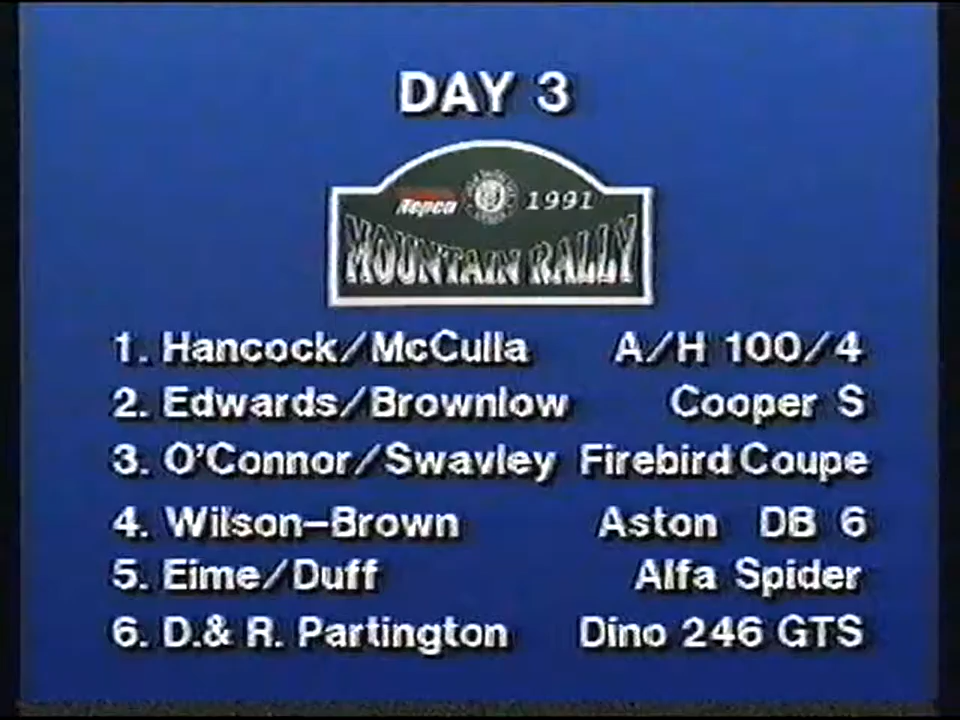 DAY 3
Repco 1991
MOUNTAIN RALLY
1. Hancock/McCulla A/H 100/4
2. Edwards/Brownlow Cooper S
3. O'Connor/Swavley Firebird Coupe
4. Wilson–Brown Aston DB 6
5. Eime/Duff Alfa Spider
6. D.& R. Partington Dino 246 GTS